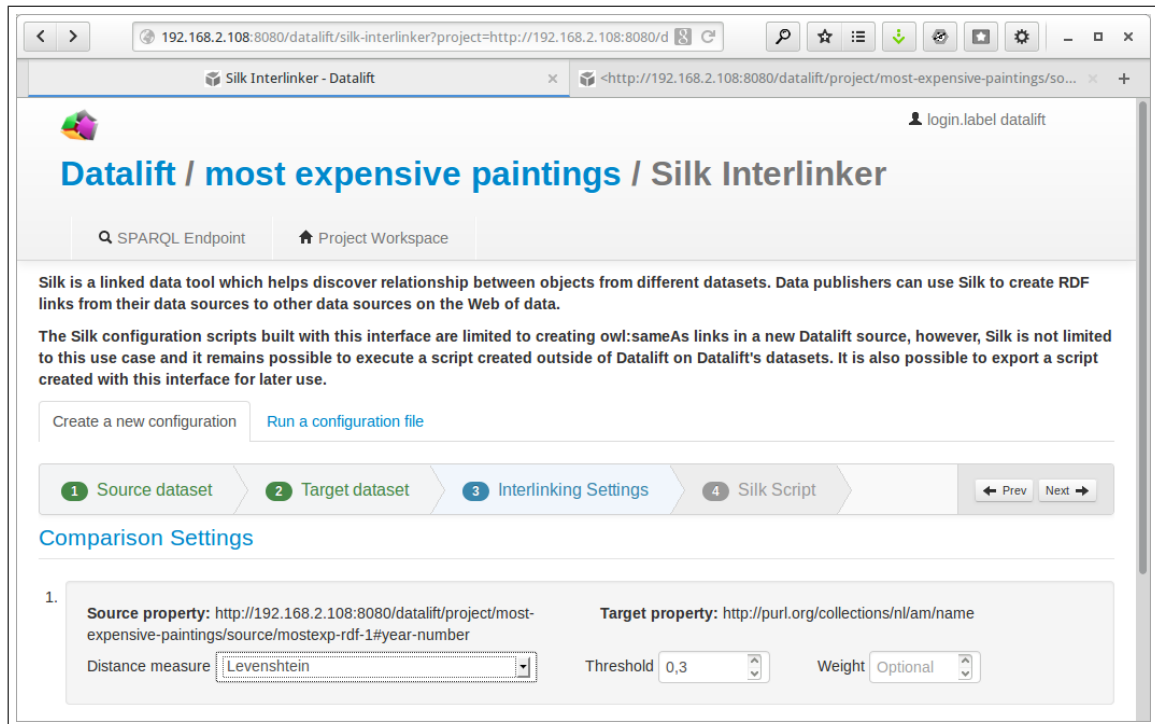 192.168.2.108:8080/datalift/silk-interlinker?project=http://192.168.2.108:8080/d
Silk Interlinker - Datalift
<http://192.168.2.108:8080/datalift/project/most-expensive-paintings/so...
login.label datalift
Datalift / most expensive paintings / Silk Interlinker
SPARQL Endpoint
Project Workspace
Silk is a linked data tool which helps discover relationship between objects from different datasets. Data publishers can use Silk to create RDF
links from their data sources to other data sources on the Web of data.
The Silk configuration scripts built with this interface are limited to creating owl:sameAs links in a new Datalift source, however, Silk is not limited
to this use case and it remains possible to execute a script created outside of Datalift on Datalift's datasets. It is also possible to export a script
created with this interface for later use.
Create a new configuration
Run a configuration file
1 Source dataset
2 Target dataset
3 Interlinking Settings
4 Silk Script
Prev
Next
Comparison Settings
1.
Source property: http://192.168.2.108:8080/datalift/project/most-
expensive-paintings/source/mostexp-rdf-1#year-number
Target property: http://purl.org/collections/nl/am/name
Distance measure Levenshtein
Threshold 0,3
Weight Optional